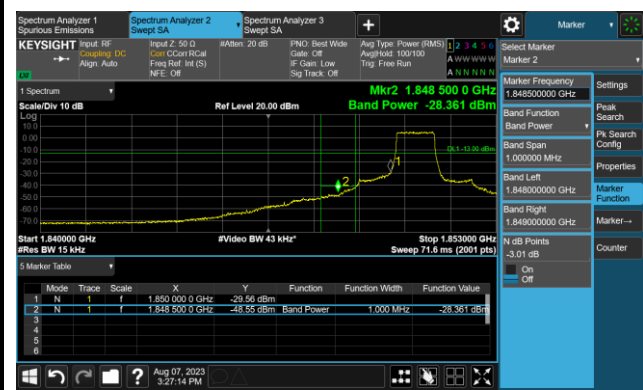 Spectrum Analyzer 1
Spurious Emissions
Spectrum Analyzer 2
Swept SA
Spectrum Analyzer 3
Swept SA
+
Marker
KEYSIGHT
Input: RF
Coupling: DC
Align: Auto
Input Z: 50 Ω
Corr CCorr RCal
Freq Ref: Int (S)
NFE: Off
#Atten: 20 dB
PNO: Best Wide
Gate: Off
IF Gain: Low
Sig Track: Off
Avg Type: Power (RMS)
Avg|Hold: 100/100
Trig: Free Run
1 2 3 4 5 6
A W W W W W
A N N N N N
Select Marker
Marker 2
Marker Frequency
1.848500000 GHz
Settings
1 Spectrum
Mkr2 1.848 500 0 GHz
Scale/Div 10 dB
Ref Level 20.00 dBm
Band Power -28.361 dBm
Log
10.0
0.00
-10.0
-20.0
-30.0
-40.0
-50.0
-60.0
-70.0
DL1 -13.00 dBm
1
2
Start 1.840000 GHz
#Res BW 15 kHz
#Video BW 43 kHz*
Stop 1.853000 GHz
Sweep 71.6 ms (2001 pts)
Band Function
Band Power
Band Span
1.000000 MHz
Band Left
1.848000000 GHz
Band Right
1.849000000 GHz
N dB Points
-3.01 dB
On
Off
Peak Search
Pk Search Config
Properties
Marker Function
Marker→
Counter
5 Marker Table
Mode Trace Scale X Y Function Function Width Function Value
1 N 1 f 1.850 000 0 GHz -29.56 dBm
2 N 1 f 1.848 500 0 GHz -48.55 dBm Band Power 1.000 MHz -28.361 dBm
3
4
5
6
? Aug 07, 2023
3:27:14 PM